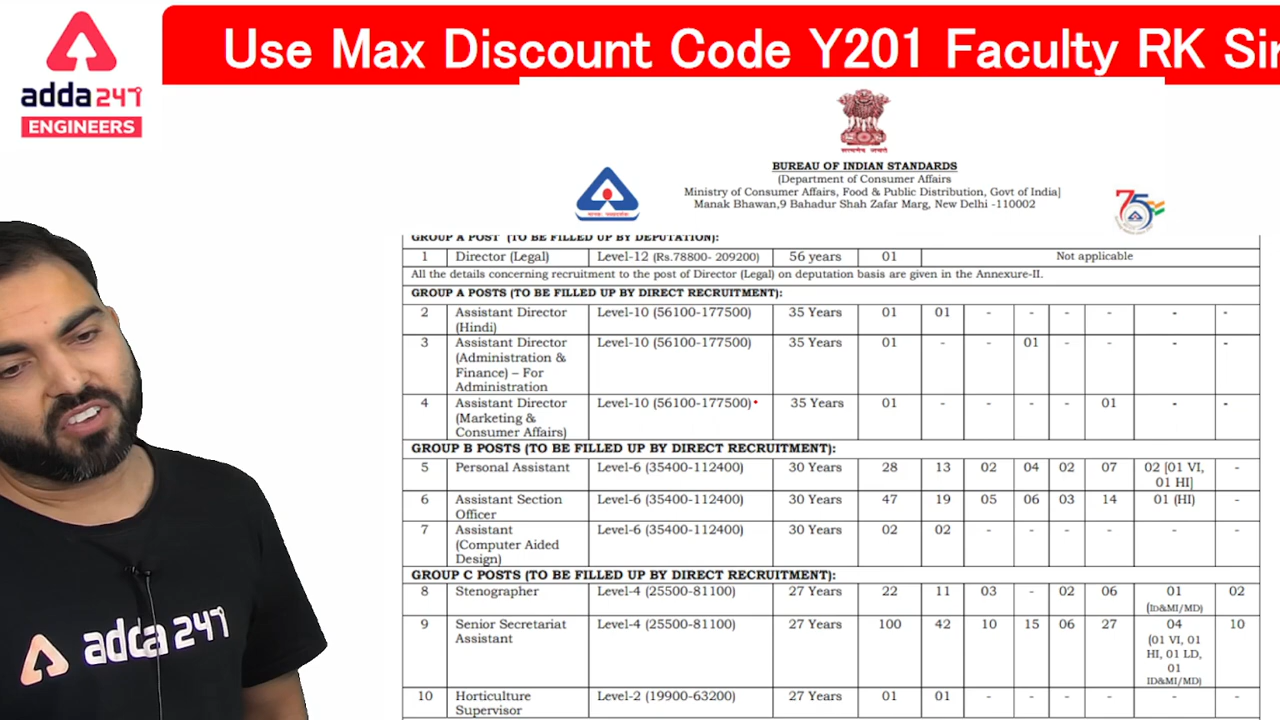 Use Max Discount Code Y201 Faculty RK Sir
adda247
ENGINEERS
सत्यमेव जयते
BUREAU OF INDIAN STANDARDS
(Department of Consumer Affairs
Ministry of Consumer Affairs, Food & Public Distribution, Govt of India]
Manak Bhawan,9 Bahadur Shah Zafar Marg, New Delhi -110002
75
GROUP A POST (TO BE FILLED UP BY DEPUTATION):
1 Director (Legal) Level-12 (Rs.78800- 209200) 56 years 01 Not applicable
All the details concerning recruitment to the post of Director (Legal) on deputation basis are given in the Annexure-II.
GROUP A POSTS (TO BE FILLED UP BY DIRECT RECRUITMENT):
2 Assistant Director Level-10 (56100-177500) 35 Years 01 01 - - - - - -
(Hindi)
3 Assistant Director Level-10 (56100-177500) 35 Years 01 - - 01 - - - -
(Administration &
Finance) – For
Administration
4 Assistant Director Level-10 (56100-177500) 35 Years 01 - - - - 01 - -
(Marketing &
Consumer Affairs)
GROUP B POSTS (TO BE FILLED UP BY DIRECT RECRUITMENT):
5 Personal Assistant Level-6 (35400-112400) 30 Years 28 13 02 04 02 07 02 [01 VI, -
01 HI]
6 Assistant Section Level-6 (35400-112400) 30 Years 47 19 05 06 03 14 01 (HI) -
Officer
7 Assistant Level-6 (35400-112400) 30 Years 02 02 - - - - - -
(Computer Aided
Design)
GROUP C POSTS (TO BE FILLED UP BY DIRECT RECRUITMENT):
8 Stenographer Level-4 (25500-81100) 27 Years 22 11 03 - 02 06 01 02
(ID&MI/MD)
9 Senior Secretariat Level-4 (25500-81100) 27 Years 100 42 10 15 06 27 04 10
Assistant (01 VI, 01
HI, 01 LD,
01
ID&MI/MD)
10 Horticulture Level-2 (19900-63200) 27 Years 01 01 - - - - - -
Supervisor
adda247